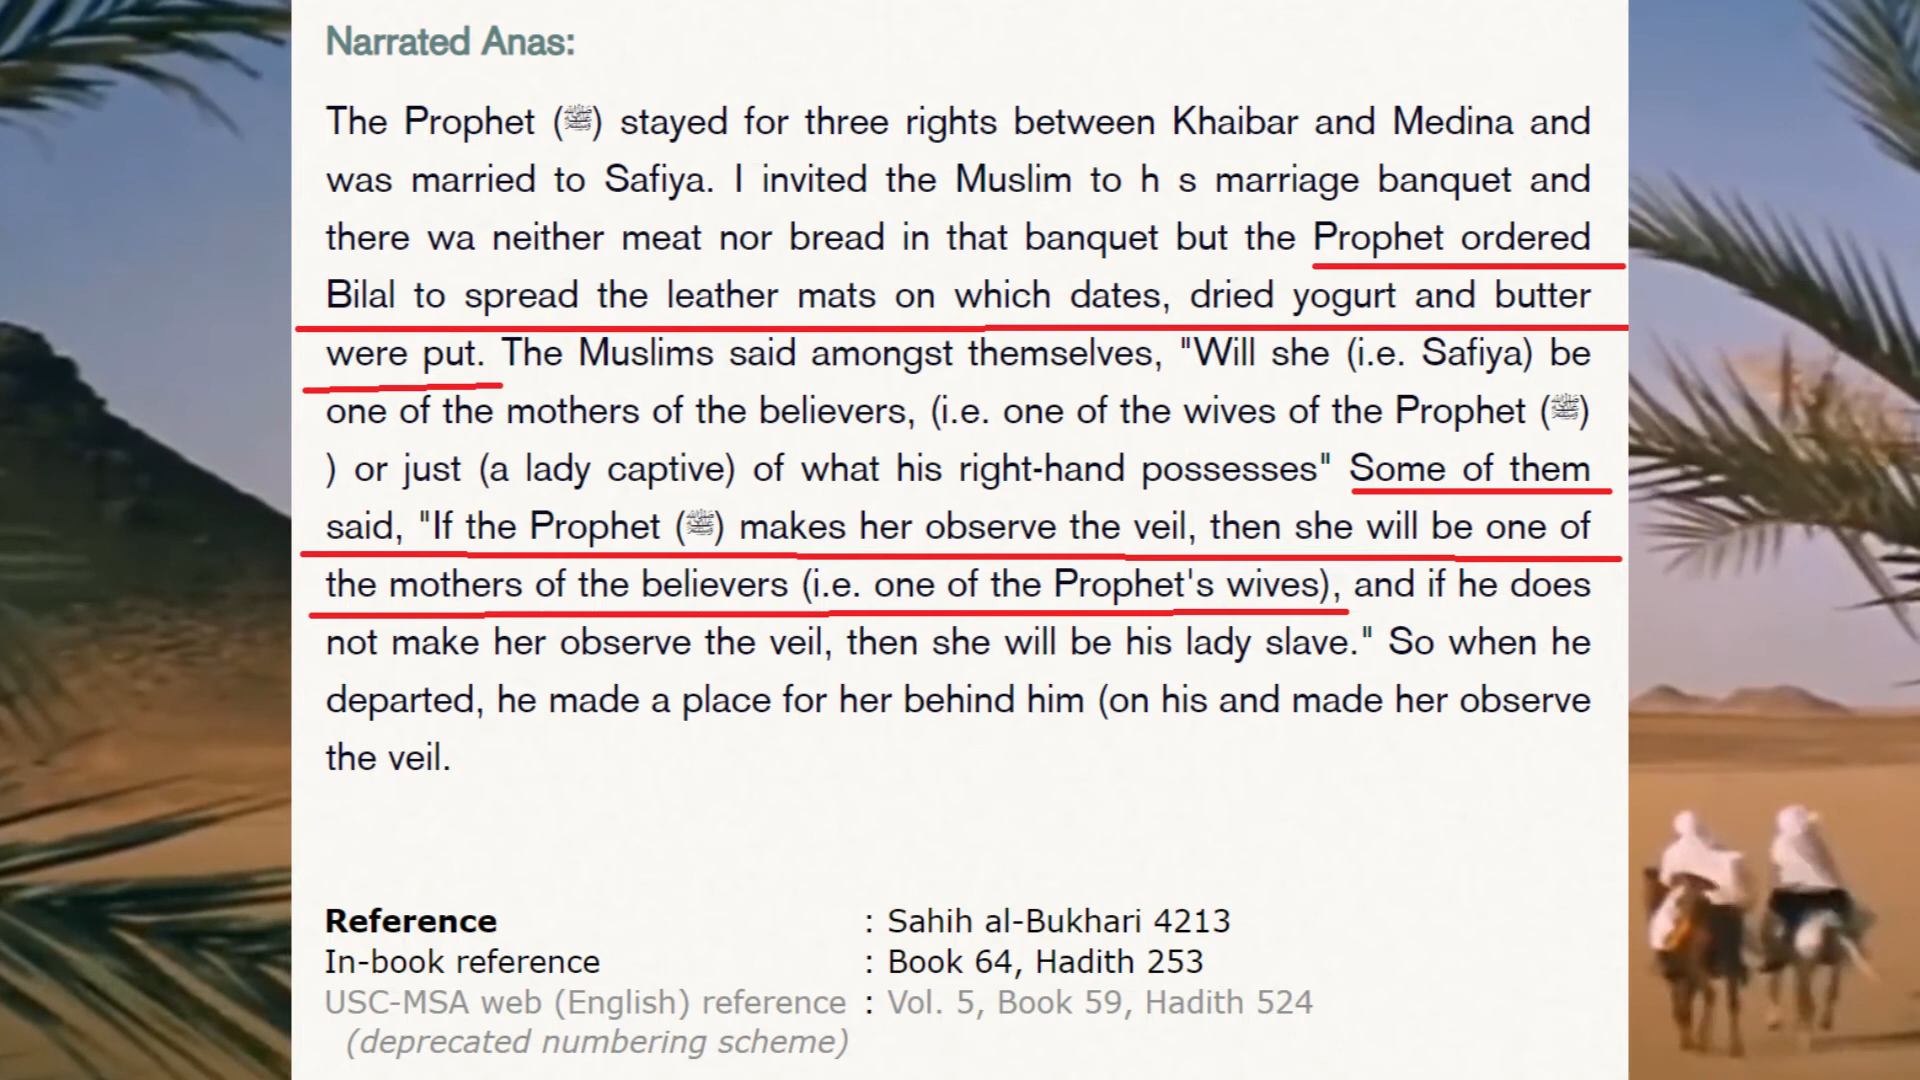 Narrated Anas:
The Prophet (ﷺ) stayed for three rights between Khaibar and Medina and
was married to Safiya. I invited the Muslim to h s marriage banquet and
there wa neither meat nor bread in that banquet but the Prophet ordered
Bilal to spread the leather mats on which dates, dried yogurt and butter
were put. The Muslims said amongst themselves, "Will she (i.e. Safiya) be
one of the mothers of the believers, (i.e. one of the wives of the Prophet (ﷺ)
) or just (a lady captive) of what his right-hand possesses" Some of them
said, "If the Prophet (ﷺ) makes her observe the veil, then she will be one of
the mothers of the believers (i.e. one of the Prophet's wives), and if he does
not make her observe the veil, then she will be his lady slave." So when he
departed, he made a place for her behind him (on his and made her observe
the veil.
Reference : Sahih al-Bukhari 4213
In-book reference : Book 64, Hadith 253
USC-MSA web (English) reference : Vol. 5, Book 59, Hadith 524
(deprecated numbering scheme)